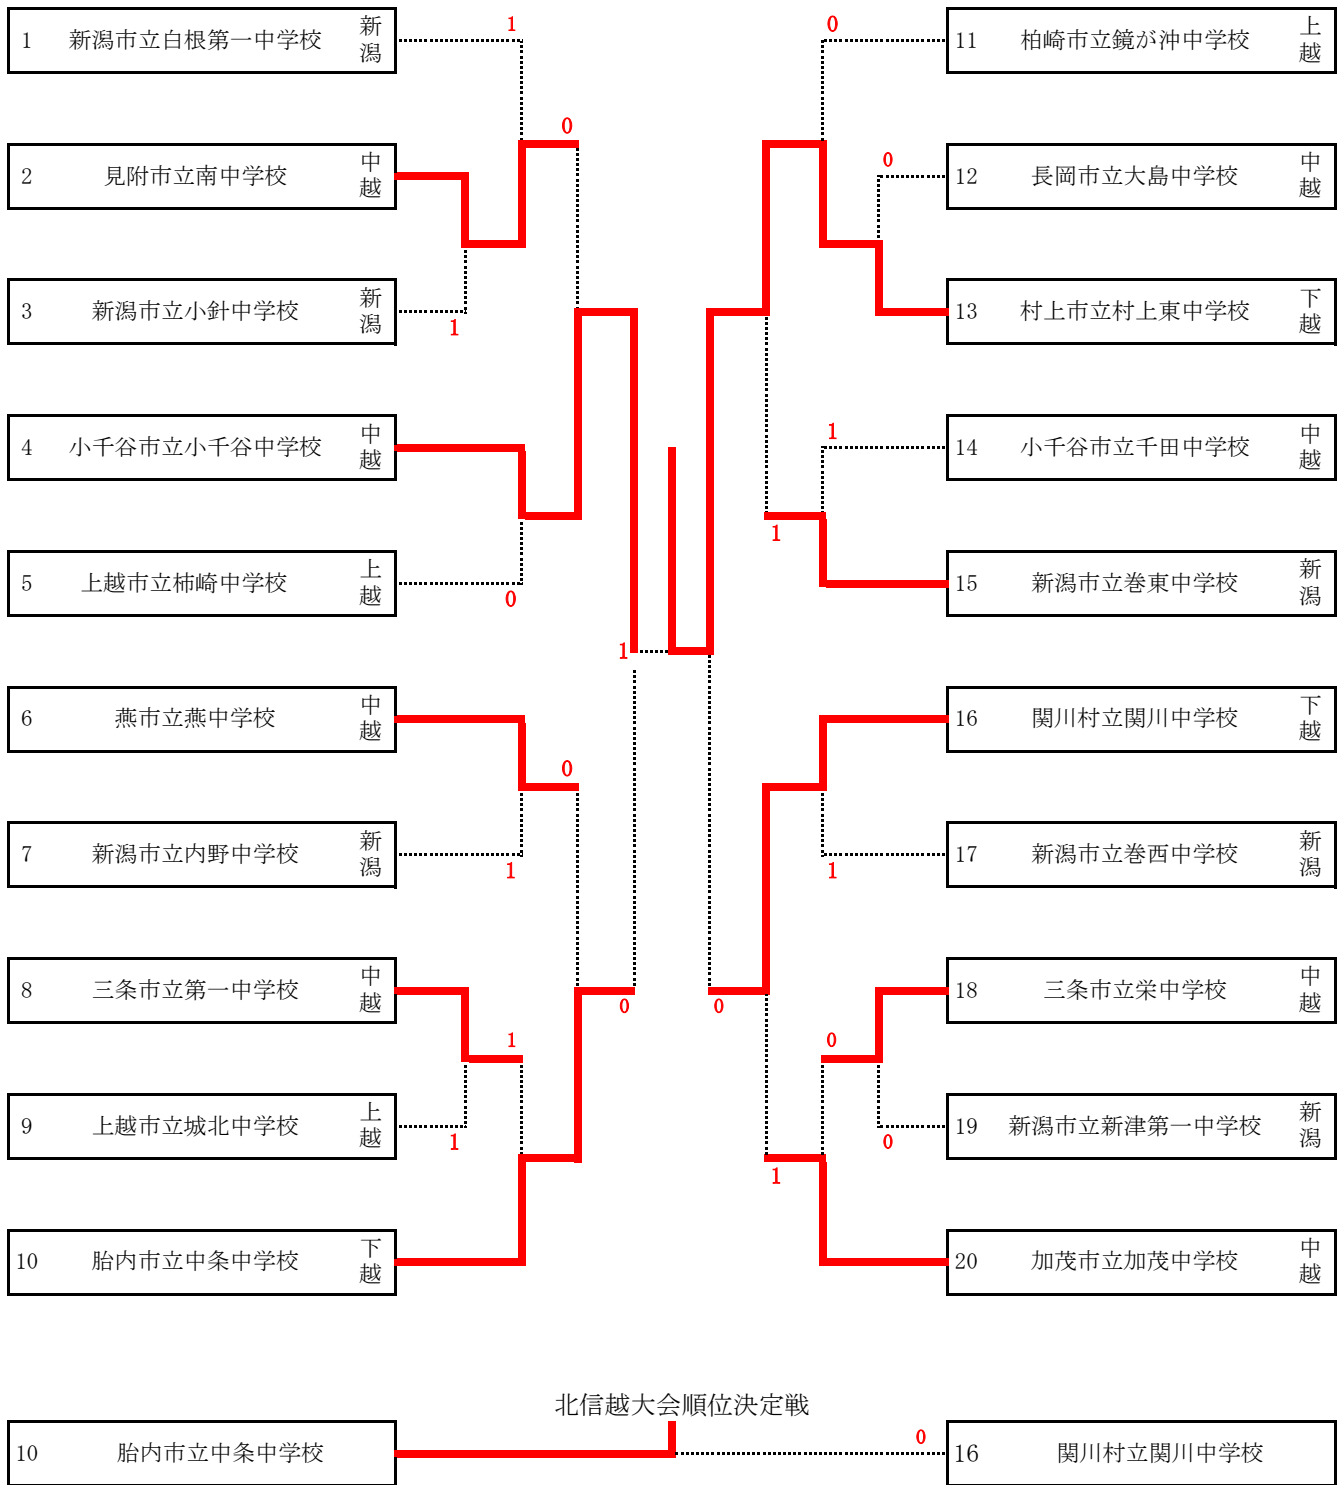 1 新潟市立白根第一中学校 新潟
1
0
11 柏崎市立鏡が沖中学校 上越
0
2 見附市立南中学校 中越
0
12 長岡市立大島中学校 中越
3 新潟市立小針中学校 新潟
1
13 村上市立村上東中学校 下越
4 小千谷市立小千谷中学校 中越
1
14 小千谷市立千田中学校 中越
1
5 上越市立柿崎中学校 上越
0
15 新潟市立巻東中学校 新潟
1
6 燕市立燕中学校 中越
16 関川村立関川中学校 下越
0
7 新潟市立内野中学校 新潟
1
1
17 新潟市立巻西中学校 新潟
8 三条市立第一中学校 中越
0
0
18 三条市立栄中学校 中越
1
0
9 上越市立城北中学校 上越
1
0
19 新潟市立新津第一中学校 新潟
1
10 胎内市立中条中学校 下越
20 加茂市立加茂中学校 中越
北信越大会順位決定戦
10 胎内市立中条中学校
0
16 関川村立関川中学校